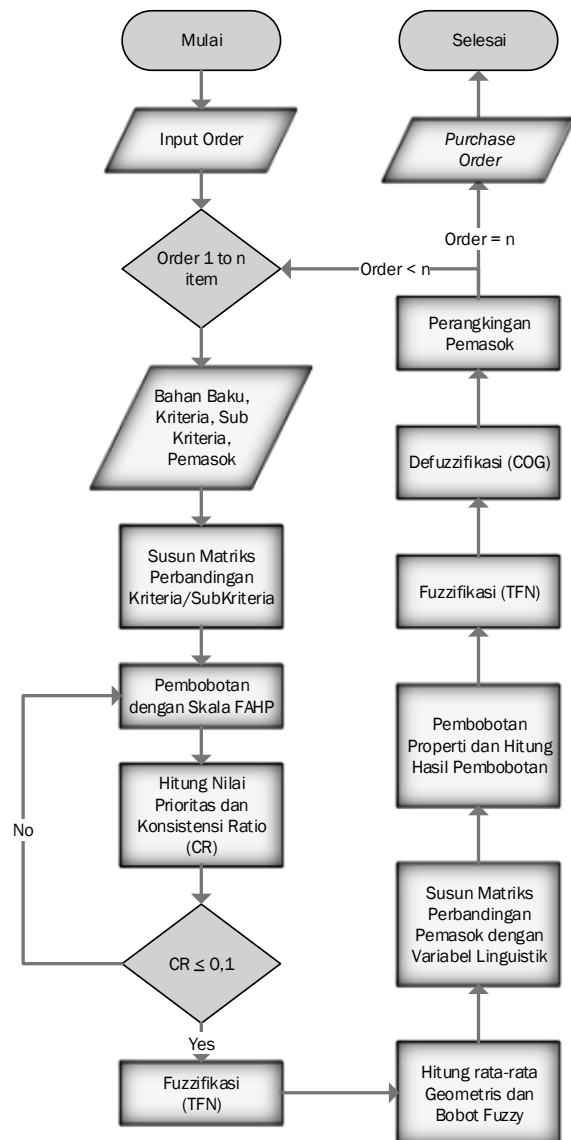 Mulai
Input Order
Order 1 to n
item
Bahan Baku,
Kriteria, Sub
Kriteria,
Pemasok
Susun Matriks
Perbandingan
Kriteria/SubKriteria
Pembobotan
dengan Skala FAHP
Hitung Nilai
Prioritas dan
Konsistensi Ratio
(CR)
No
CR ≤ 0,1
Yes
Fuzzifikasi
(TFN)
Hitung rata-rata
Geometris dan
Bobot Fuzzy
Susun Matriks
Perbandingan
Pemasok dengan
Variabel Linguistik
Pembobotan
Properti dan Hitung
Hasil Pembobotan
Fuzzifikasi (TFN)
Defuzzifikasi (COG)
Perangkingan
Pemasok
Order < n
Order = n
Purchase
Order
Selesai